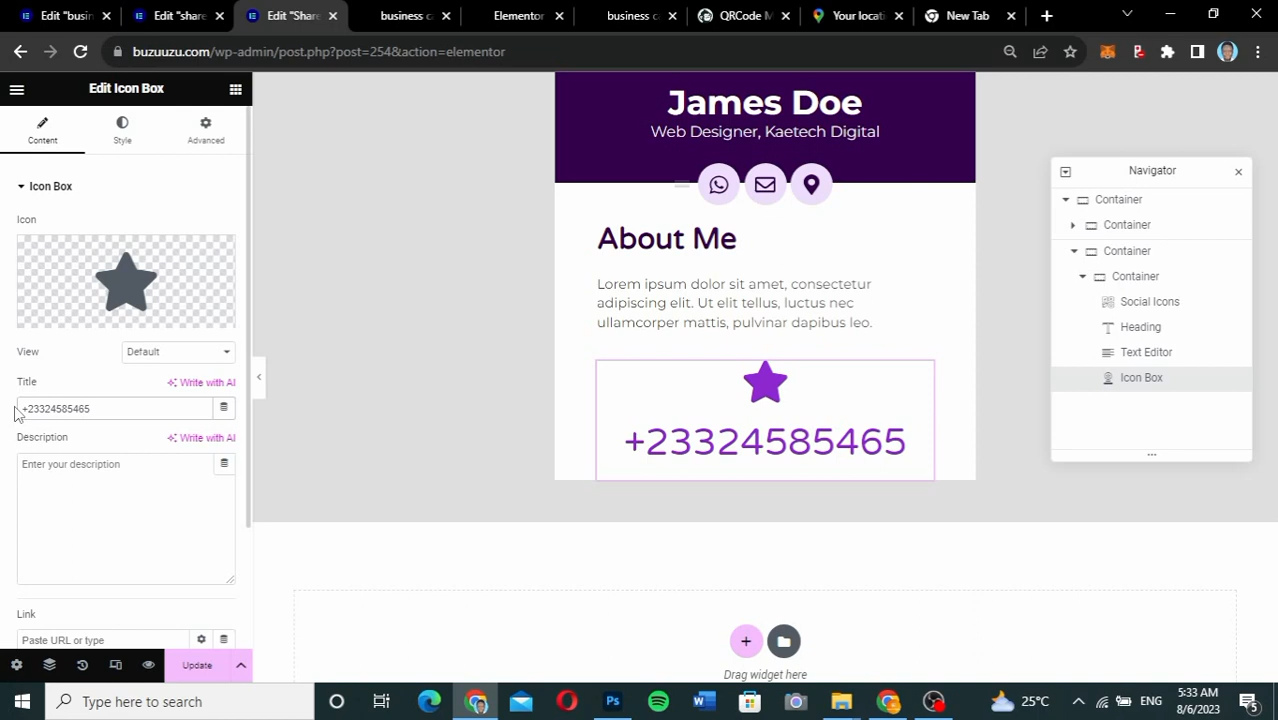 Edit "busin
Edit "share
Edit "Share
business ca
Elementor
business ca
QRCode M
Your locati
New Tab
buzuuzu.com/wp-admin/post.php?post=254&action=elementor
Edit Icon Box
Content
Style
Advanced
Icon Box
Icon
View
Default
Title
Write with AI
+23324585465
Description
Write with AI
Enter your description
Link
Paste URL or type
Update
James Doe
Web Designer, Kaetech Digital
About Me
Lorem ipsum dolor sit amet, consectetur
adipiscing elit. Ut elit tellus, luctus nec
ullamcorper mattis, pulvinar dapibus leo.
+23324585465
Drag widget here
Navigator
Container
Container
Container
Container
Social Icons
Heading
Text Editor
Icon Box
Type here to search
25°C
ENG
5:33 AM
8/6/2023
5